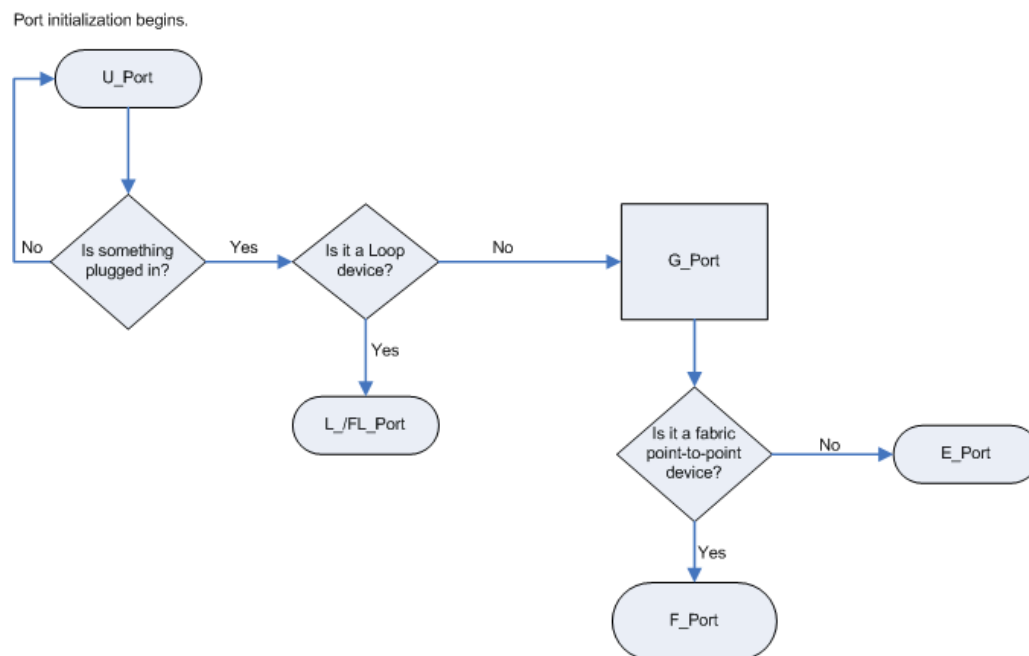 Port initialization begins.
U_Port
No
Is something
plugged in?
Yes
Is it a Loop
device?
No
G_Port
Yes
L_/FL_Port
Is it a fabric
point-to-point
device?
No
E_Port
Yes
F_Port